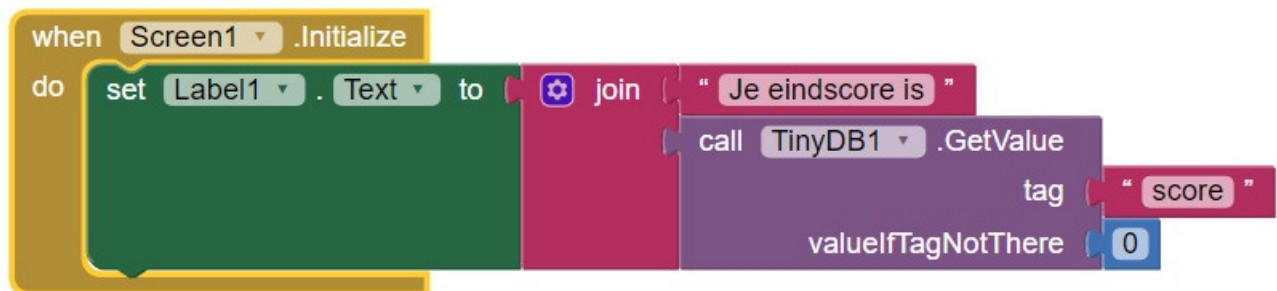 when Screen1 .Initialize
do set Label1 . Text to join " Je eindscore is "
call TinyDB1 .GetValue
tag " score "
valueIfTagNotThere 0